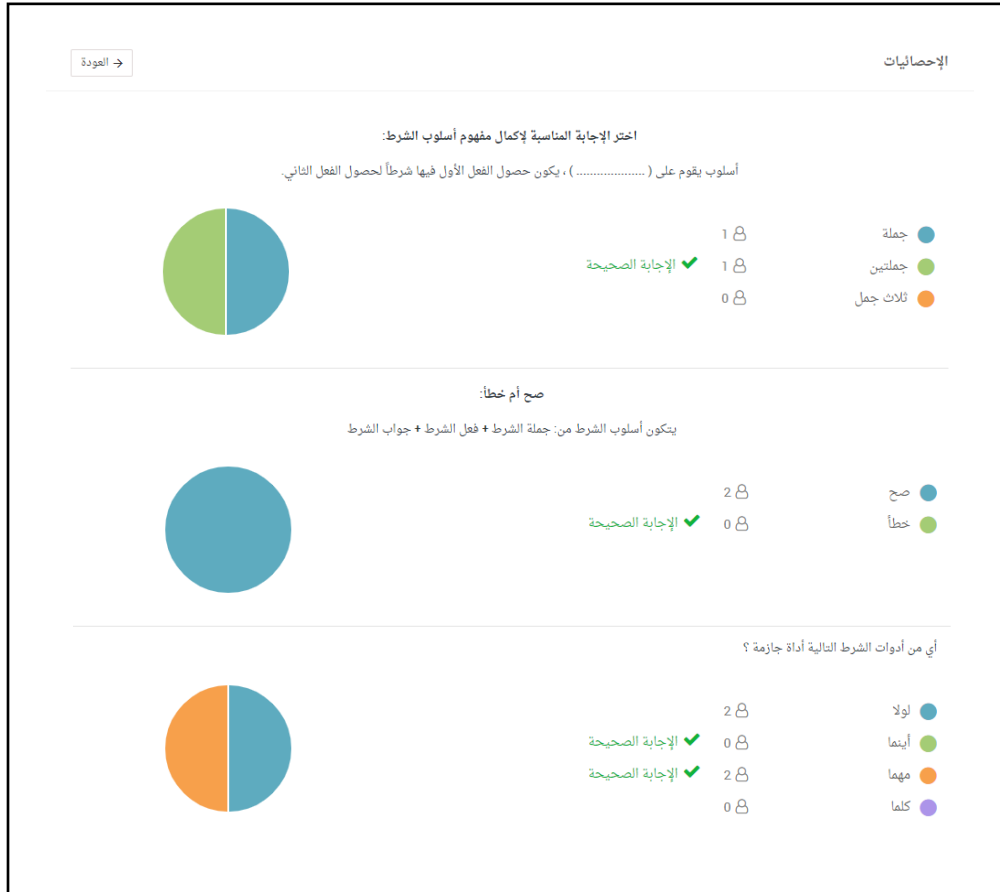 الإحصائيات
→ العودة
اختر الإجابة المناسبة لإكمال مفهوم أسلوب الشرط:
أسلوب يقوم على ( .................... ) ، يكون حصول الفعل الأول فيها شرطاً لحصول الفعل الثاني.
جملة 1
جملتين 1 ✔ الإجابة الصحيحة
ثلاث جمل 0
صح أم خطأ:
يتكون أسلوب الشرط من: جملة الشرط + فعل الشرط + جواب الشرط
صح 2
خطأ 0 ✔ الإجابة الصحيحة
أي من أدوات الشرط التالية أداة جازمة ؟
لولا 2
أينما 0 ✔ الإجابة الصحيحة
مهما 2 ✔ الإجابة الصحيحة
كلما 0